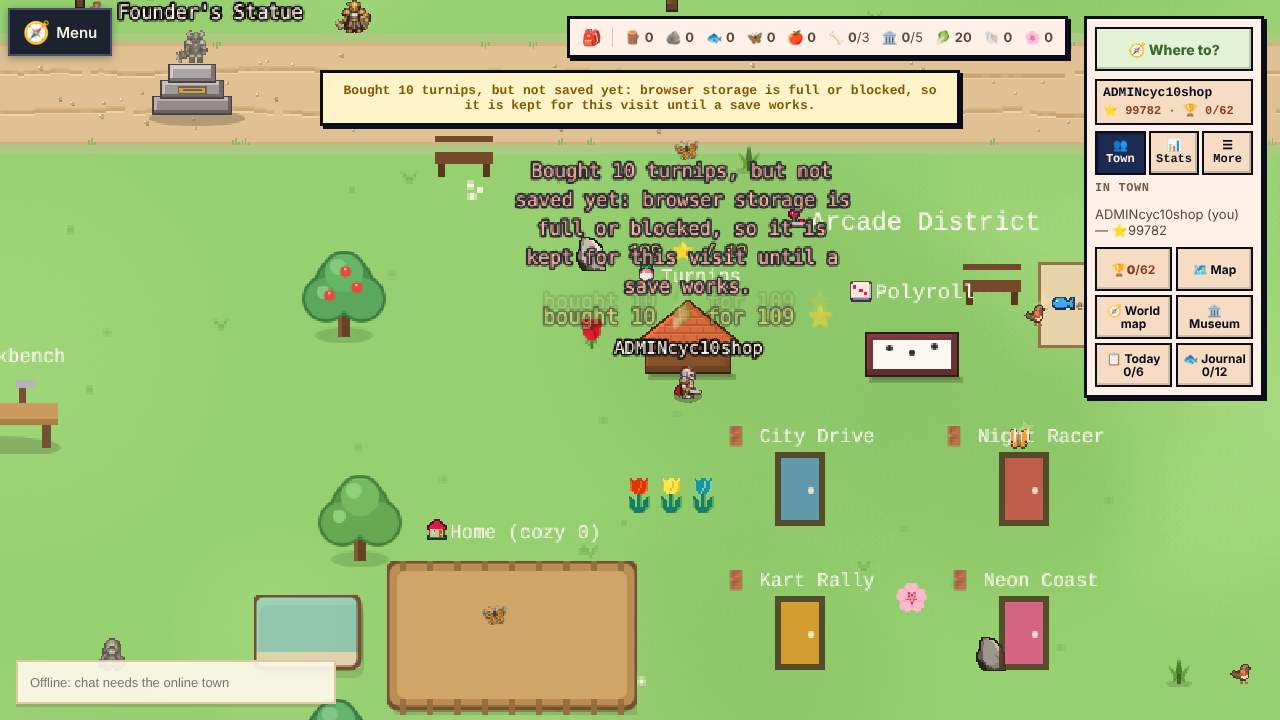 Founder's Statue
Menu
0 0 0 0 0 0/3 0/5 20 0 0
Where to?
Bought 10 turnips, but not saved yet: browser storage is full or blocked, so
it is kept for this visit until a save works.
ADMINcyc10shop
99782 · 0/62
Town
Stats
More
IN TOWN
ADMINcyc10shop (you)
— 99782
0/62
Map
World
map
Museum
Today
0/6
Journal
0/12
Bought 10 turnips, but not
saved yet: browser storage is
full or blocked, so it is
kept for this visit until a
save works.
Arcade District
Turnips
Polyroll
bought 10 for 109
bought 10 for 109
ADMINcyc10shop
kbench
City Drive
Night Racer
Home (cozy 0)
Kart Rally
Neon Coast
Offline: chat needs the online town